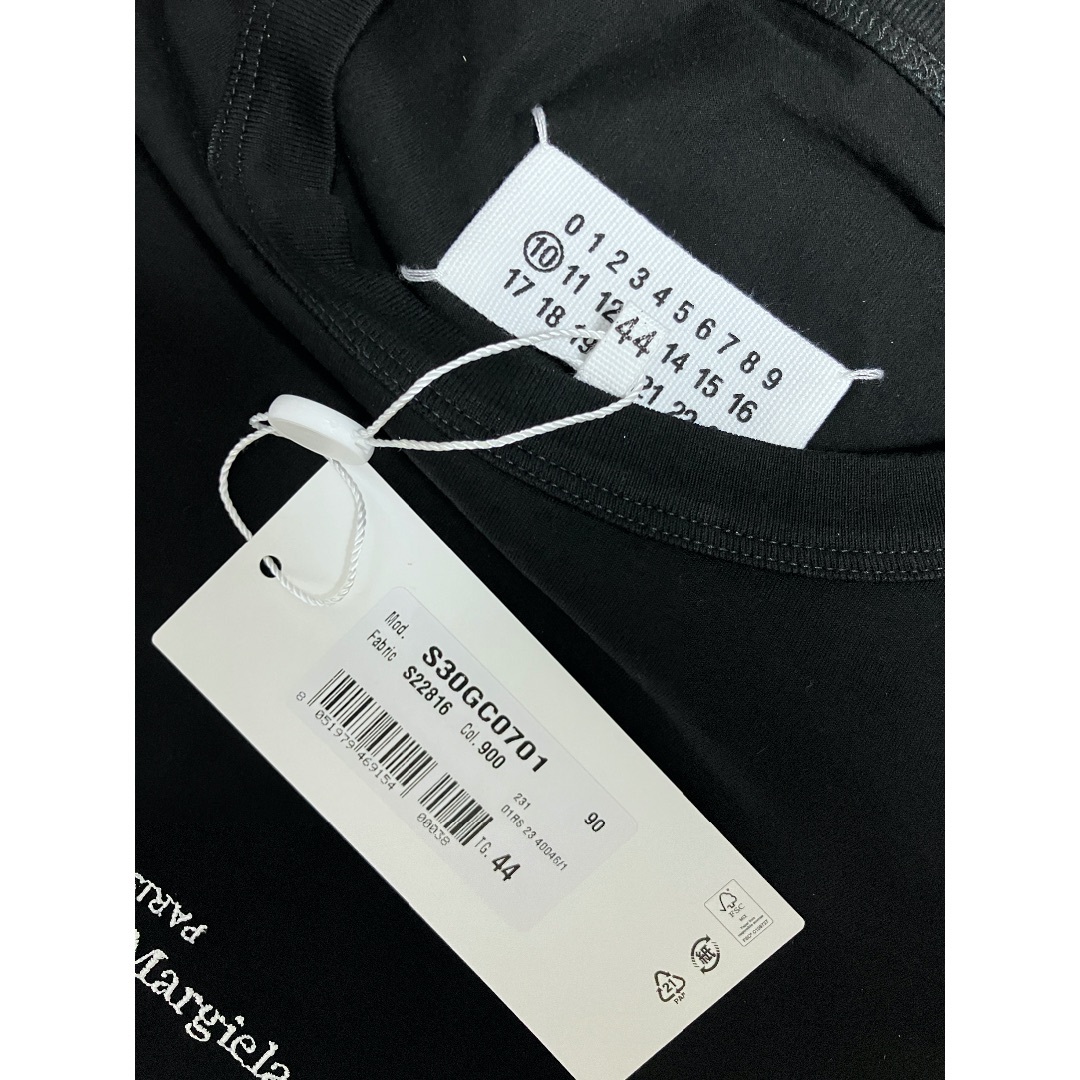 0 1 2 3 4 5 6 7 8 9
10 11 12 14 15 16
17 18 19 21 22
44
Mod. S30GC0701
Fabric S22816 Col. 900
8 051979 469154
00038
TG. 44
231
01R6 23 40046/1
90
FSC
MIX
紙
21
PAP
PARIS
Margiela